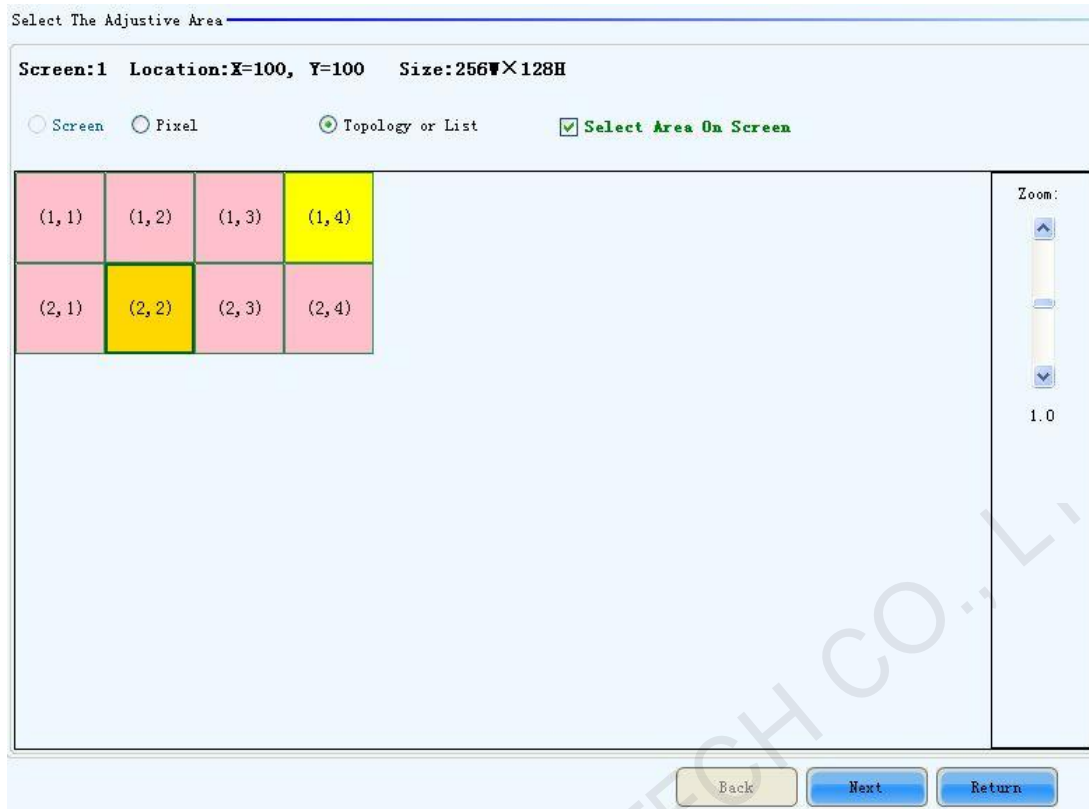 Select The Adjustive Area
Screen:1 Location:X=100, Y=100 Size:256W×128H
Screen Pixel Topology or List Select Area On Screen
(1,1) (1,2) (1,3) (1,4)
(2,1) (2,2) (2,3) (2,4)
Zoom:
1.0
TECH CO.,
Back Next Return